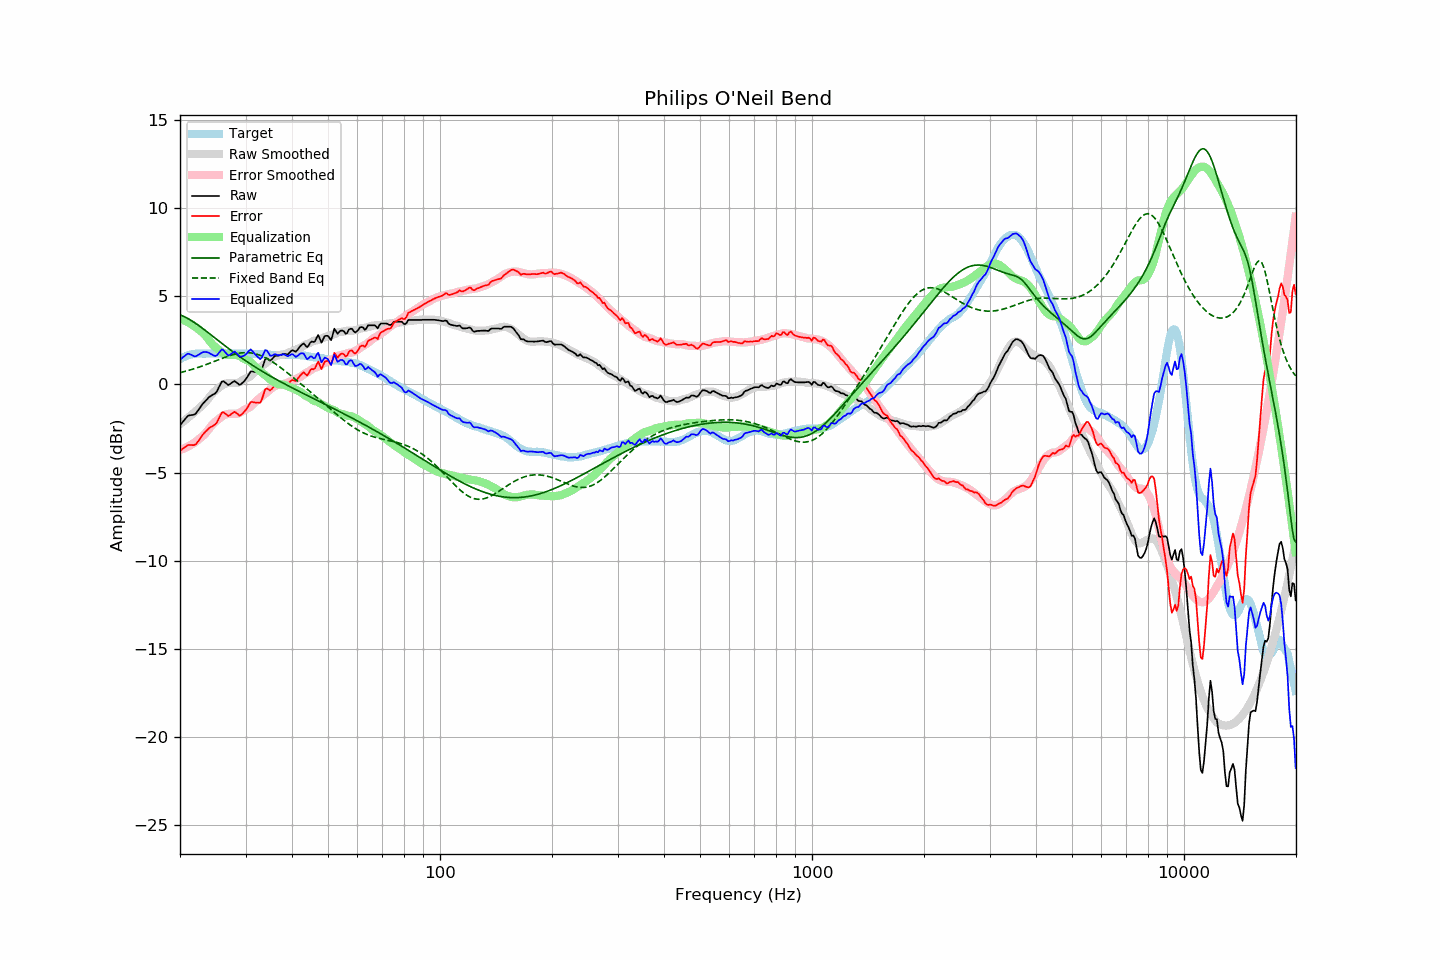 Philips O'Neil Bend
15
10
5
0
−5
−10
−15
−20
−25
Amplitude (dBr)
Target
Raw Smoothed
Error Smoothed
Raw
Error
Equalization
Parametric Eq
Fixed Band Eq
Equalized
100
1000
10000
Frequency (Hz)